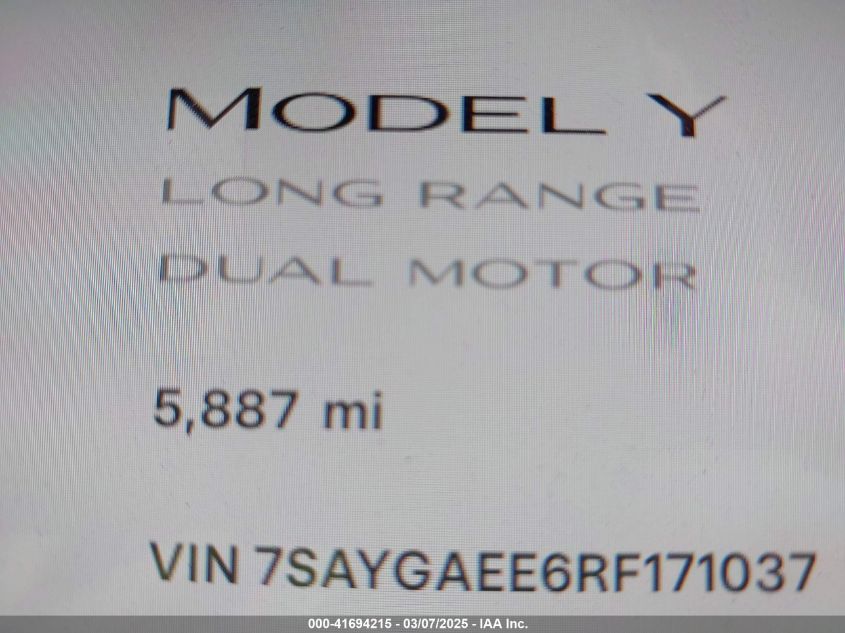 MODEL Y
LONG RANGE
DUAL MOTOR
5,887 mi
VIN 7SAYGAEE6RF171037
000-41694215 - 03/07/2025 - IAA Inc.